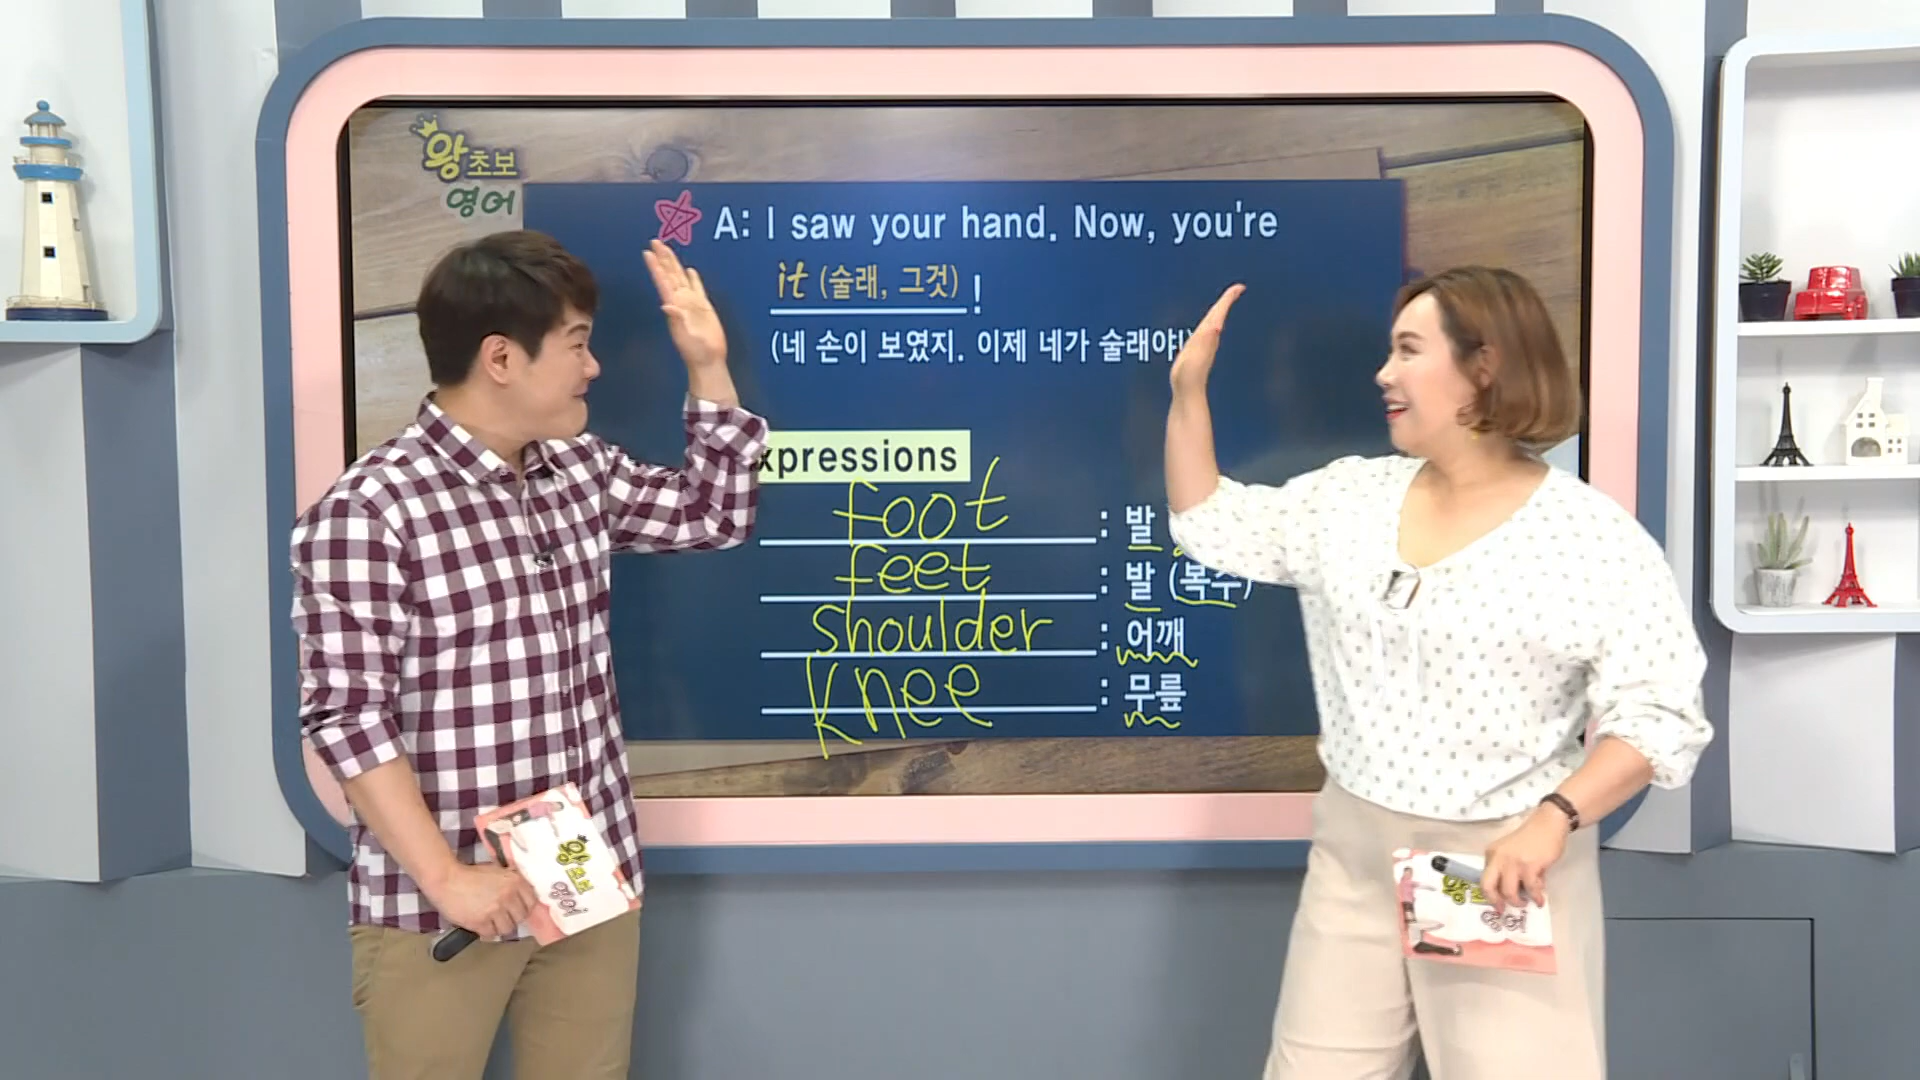 왕초보
영어
A: I saw your hand. Now, you're
it (술래, 그것) !
(네 손이 보였지. 이제 네가 술래야!)
xpressions
foot : 발
feet : 발 (복수)
shoulder : 어깨
knee : 무릎
왕초보
영어
왕초
영어